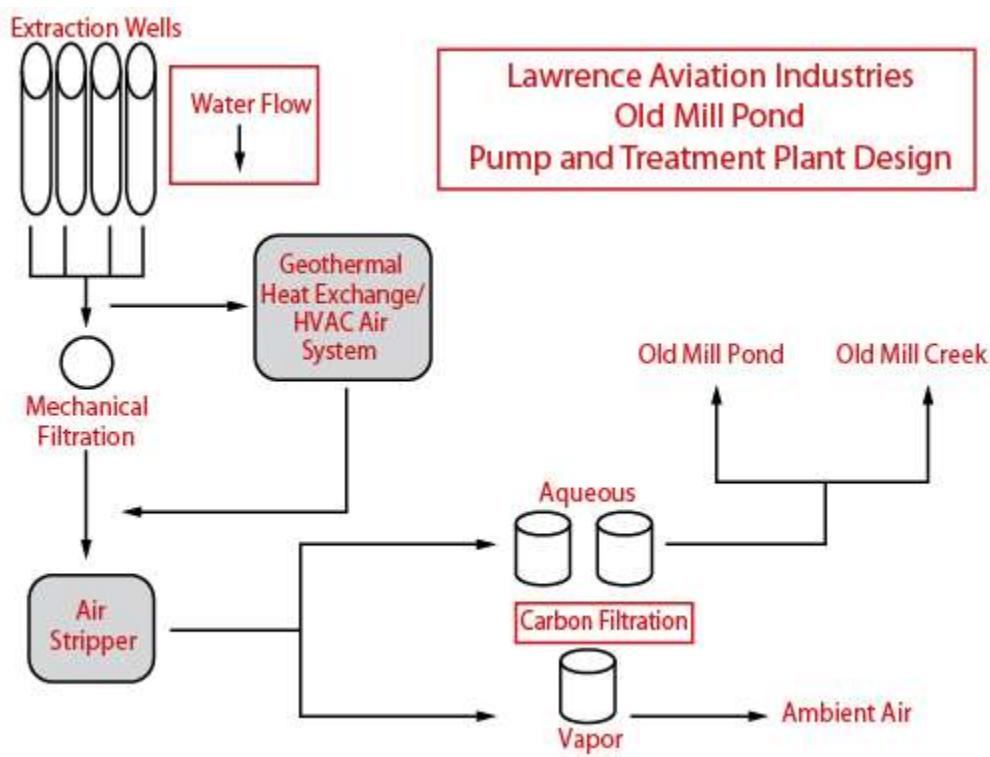 Extraction Wells
Water Flow
Lawrence Aviation Industries
Old Mill Pond
Pump and Treatment Plant Design
Geothermal
Heat Exchange/
HVAC Air
System
Mechanical
Filtration
Old Mill Pond
Old Mill Creek
Aqueous
Air
Stripper
Carbon Filtration
Vapor
Ambient Air